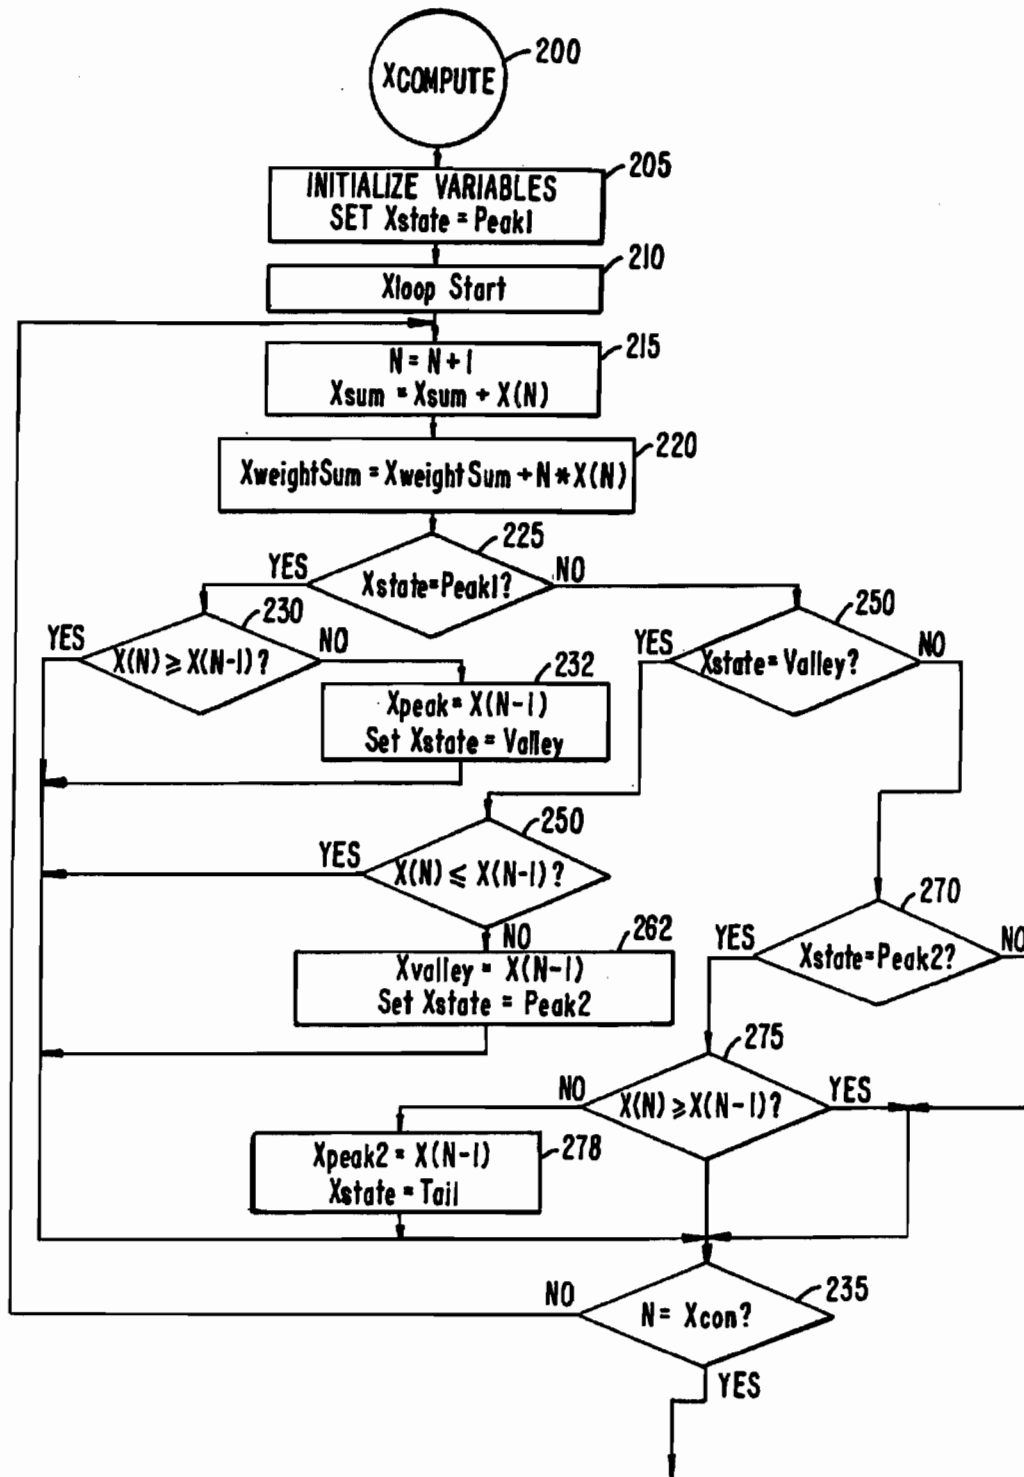 XCOMPUTE
200
INITIALIZE VARIABLES
SET Xstate = Peak1
205
Xloop Start
210
N = N + 1
Xsum = Xsum + X(N)
215
XweightSum = XweightSum + N * X(N)
220
Xstate = Peak1?
225
YES
NO
X(N) ≥ X(N-1)?
230
YES
NO
Xpeak = X(N-1)
Set Xstate = Valley
232
Xstate = Valley?
250
YES
NO
X(N) ≤ X(N-1)?
250
YES
NO
Xvalley = X(N-1)
Set Xstate = Peak2
262
Xstate = Peak2?
270
YES
NO
X(N) ≥ X(N-1)?
275
NO
YES
Xpeak2 = X(N-1)
Xstate = Tail
278
N = Xcon?
235
NO
YES